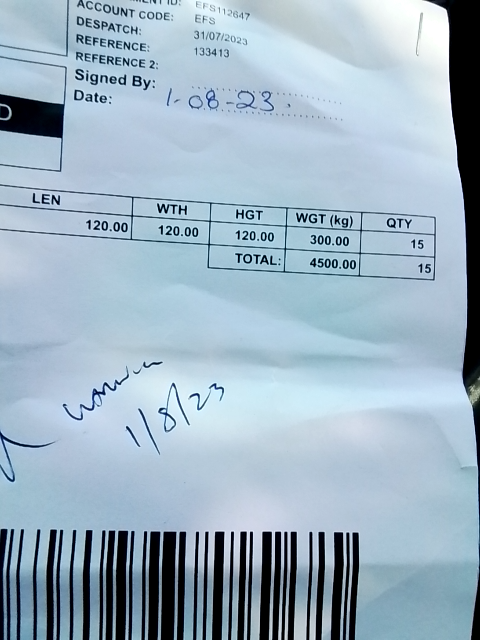 MENT ID: EFS112647
ACCOUNT CODE: EFS
DESPATCH: 31/07/2023
REFERENCE: 133413
REFERENCE 2:
Signed By:
Date: 1-08-23.
D
LEN WTH HGT WGT (kg) QTY
120.00 120.00 120.00 300.00 15
TOTAL: 4500.00 15
1/8/23